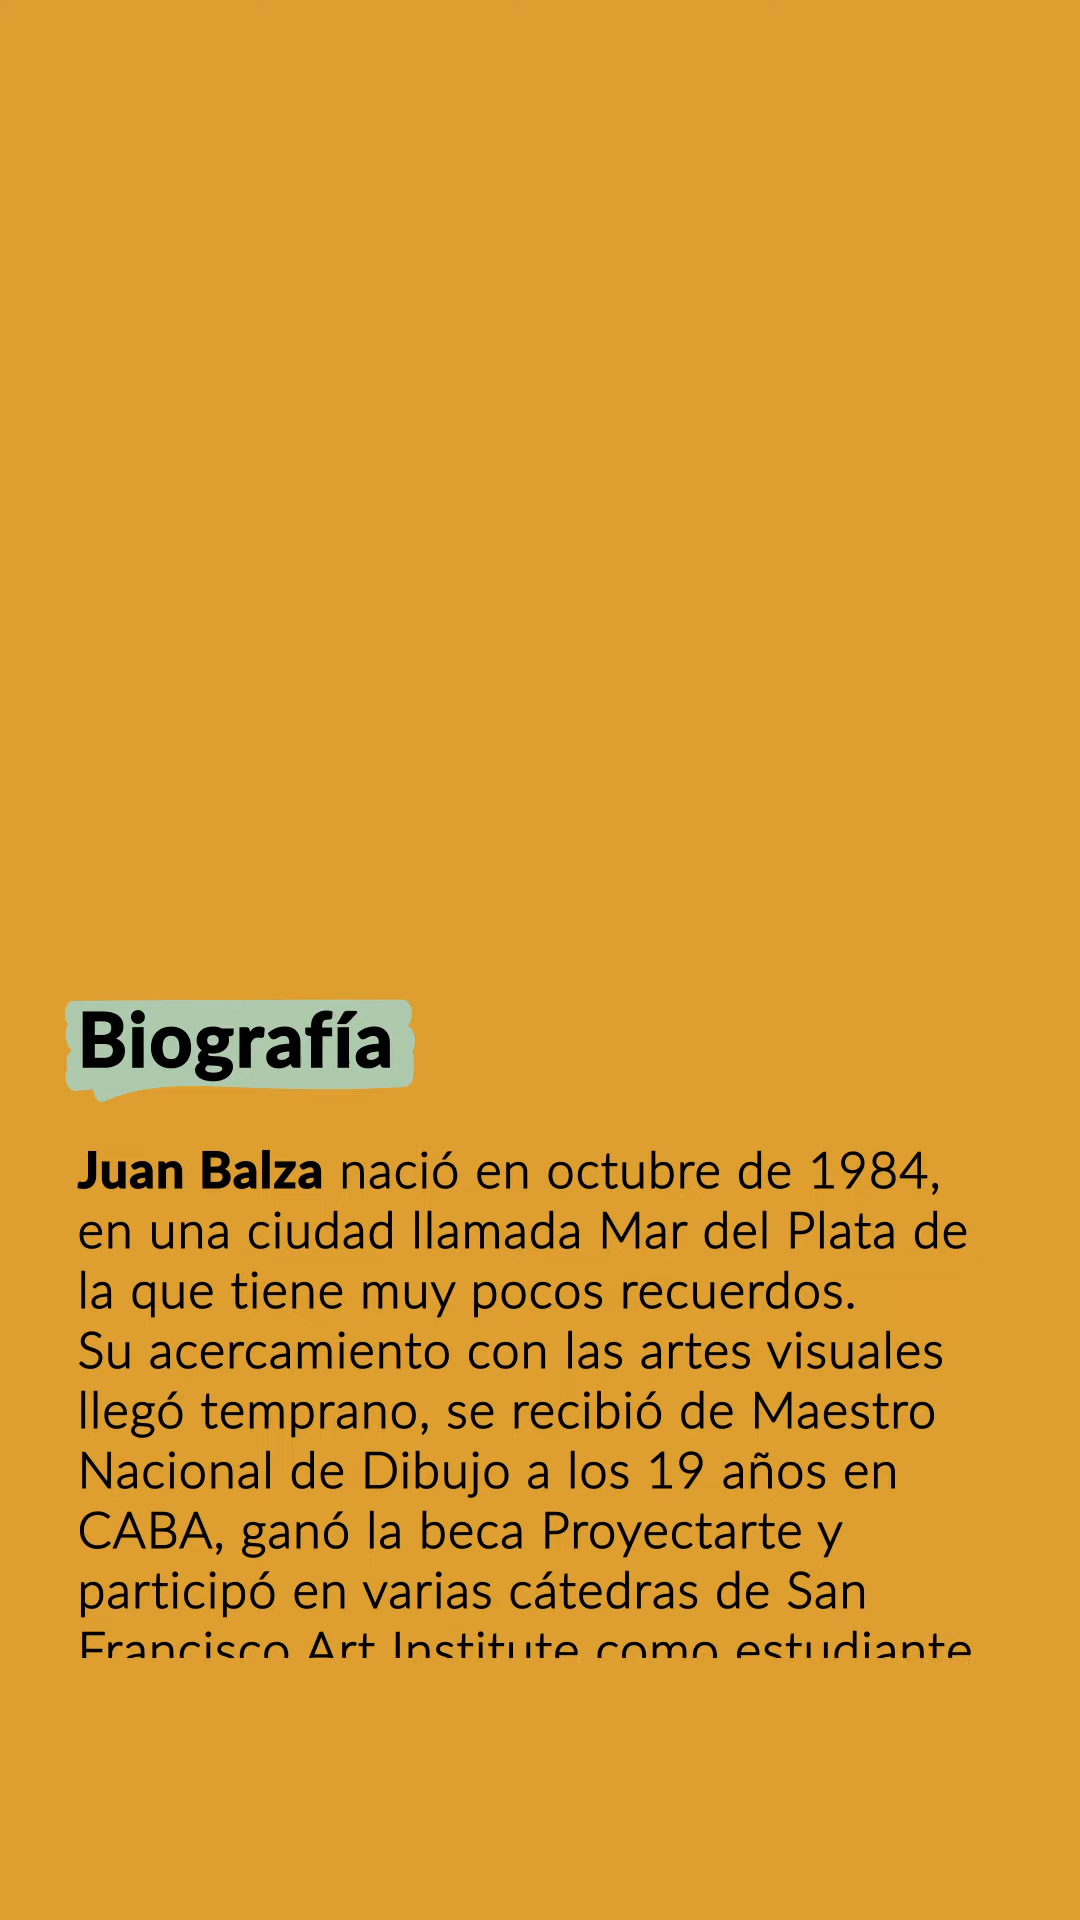 Biografía
Juan Balza nació en octubre de 1984,
en una ciudad llamada Mar del Plata de
la que tiene muy pocos recuerdos.
Su acercamiento con las artes visuales
llegó temprano, se recibió de Maestro
Nacional de Dibujo a los 19 años en
CABA, ganó la beca Proyectarte y
participó en varias cátedras de San
Francisco Art Institute como estudiante